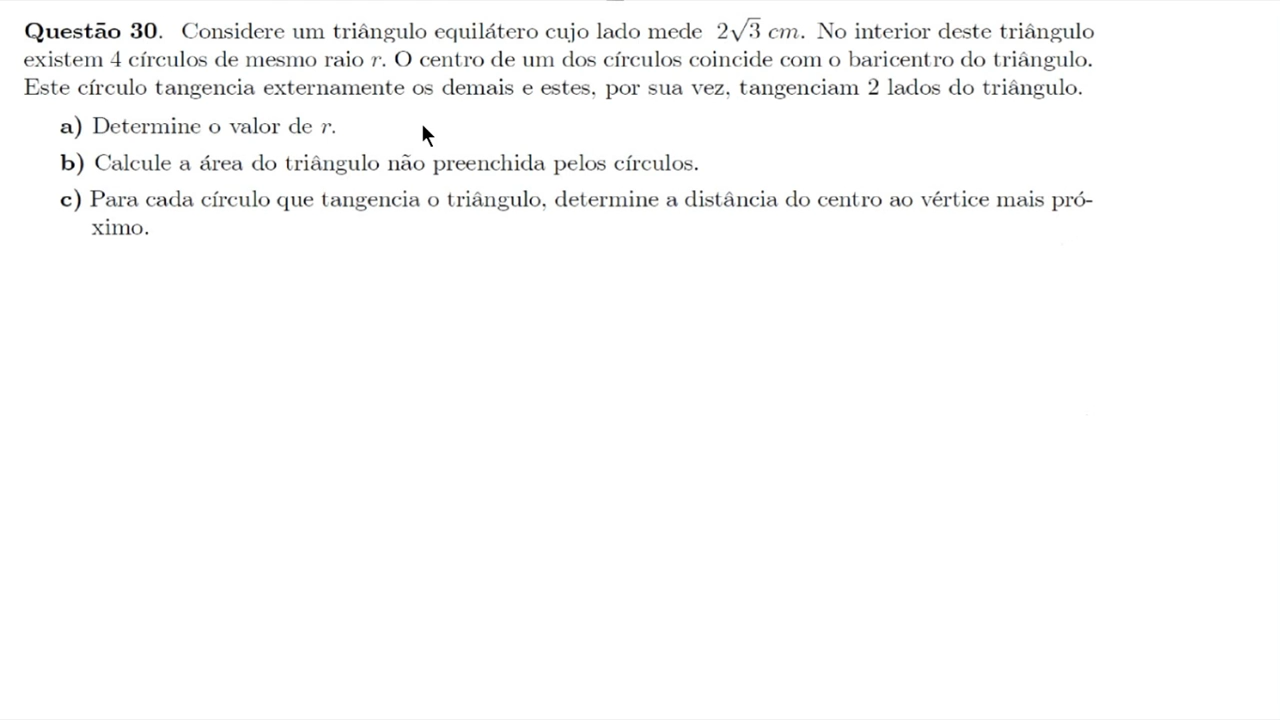 Questão 30. Considere um triângulo equilátero cujo lado mede 2√3 cm. No interior deste triângulo
existem 4 círculos de mesmo raio r. O centro de um dos círculos coincide com o baricentro do triângulo.
Este círculo tangencia externamente os demais e estes, por sua vez, tangenciam 2 lados do triângulo.
a) Determine o valor de r.
b) Calcule a área do triângulo não preenchida pelos círculos.
c) Para cada círculo que tangencia o triângulo, determine a distância do centro ao vértice mais pró-
ximo.